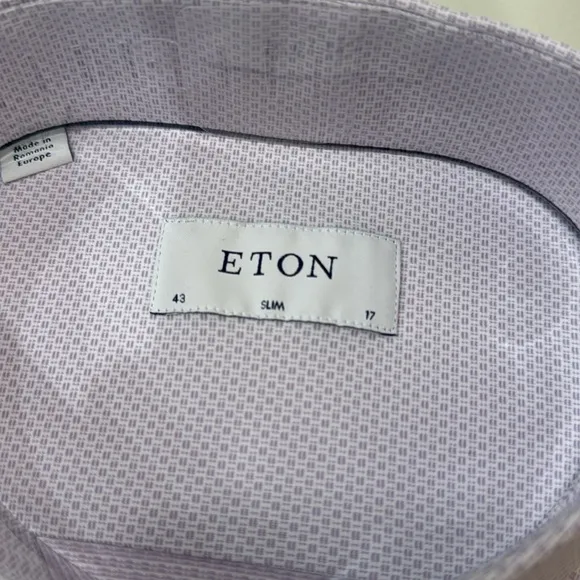 Made in
Romania
Europe
ETON
43 SLIM 17